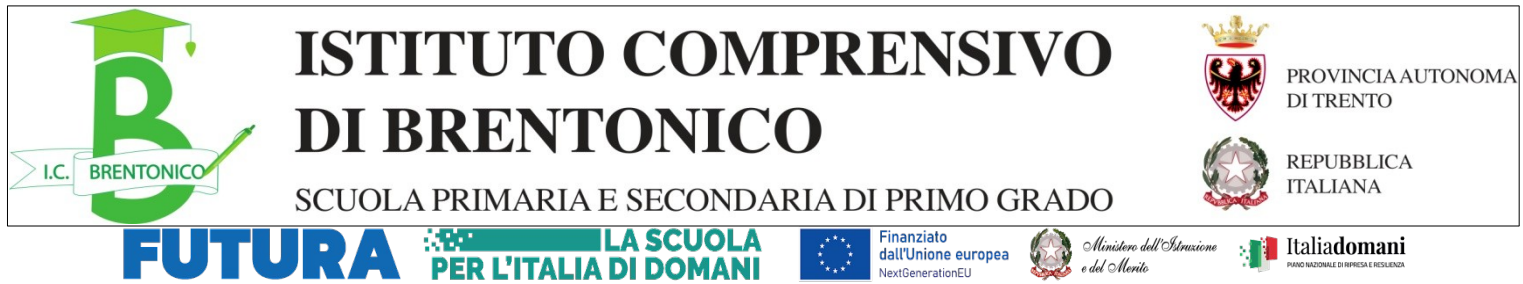 I.C. BRENTONICO
ISTITUTO COMPRENSIVO
DI BRENTONICO
SCUOLA PRIMARIA E SECONDARIA DI PRIMO GRADO
PROVINCIA AUTONOMA
DI TRENTO
REPUBBLICA
ITALIANA
FUTURA
LA SCUOLA
PER L'ITALIA DI DOMANI
Finanziato
dall'Unione europea
NextGenerationEU
Ministero dell'Istruzione
e del Merito
Italiadomani
PIANO NAZIONALE DI RIPRESA E RESILIENZA